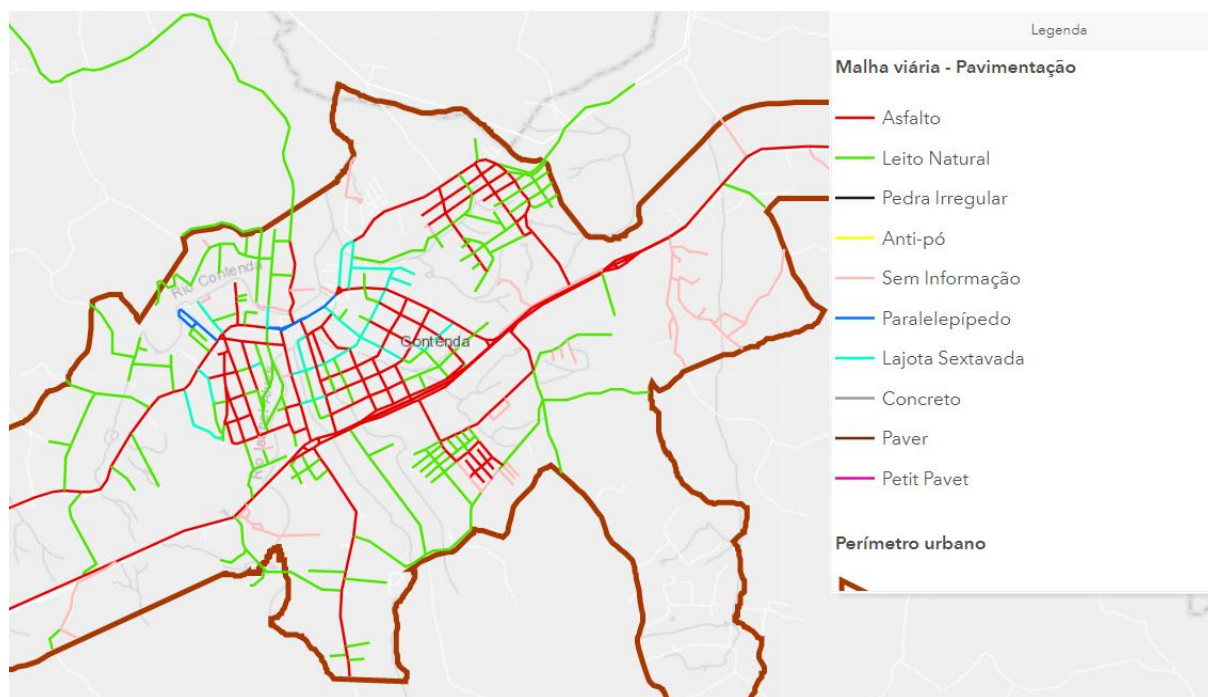 Legenda
Malha viária - Pavimentação
Asfalto
Leito Natural
Pedra Irregular
Anti-pó
Sem Informação
Paralelepípedo
Lajota Sextavada
Concreto
Paver
Petit Pavet
Perímetro urbano
Rio Contenda
Contenda